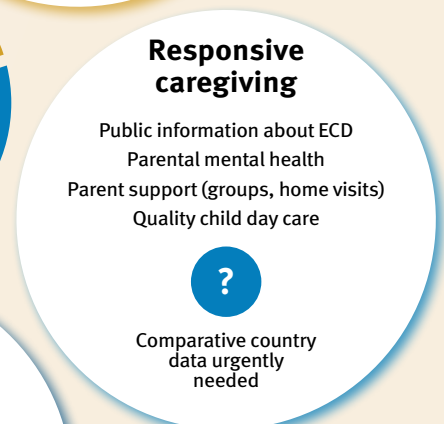 Responsive
caregiving
Public information about ECD
Parental mental health
Parent support (groups, home visits)
Quality child day care
?
Comparative country
data urgently
needed